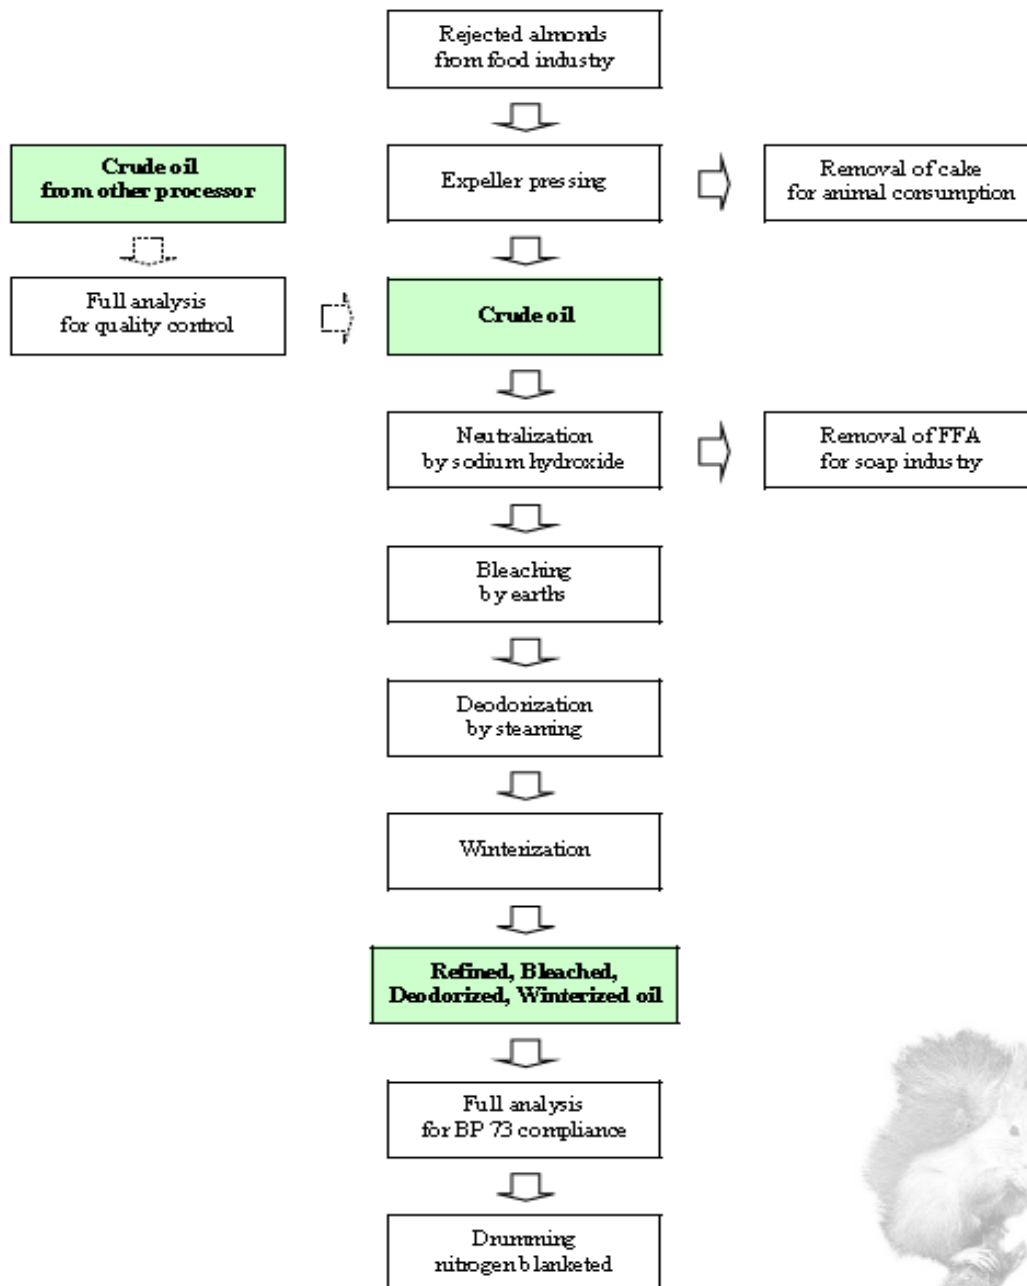 Rejected almonds
from food industry
Crude oil
from other processor
Expeller pressing
Removal of cake
for animal consumption
Full analysis
for quality control
Crude oil
Neutralization
by sodium hydroxide
Removal of FFA
for soap industry
Bleaching
by earths
Deodorization
by steaming
Winterization
Refined, Bleached,
Deodorized, Winterized oil
Full analysis
for BP 73 compliance
Drumming
nitrogen blanketed